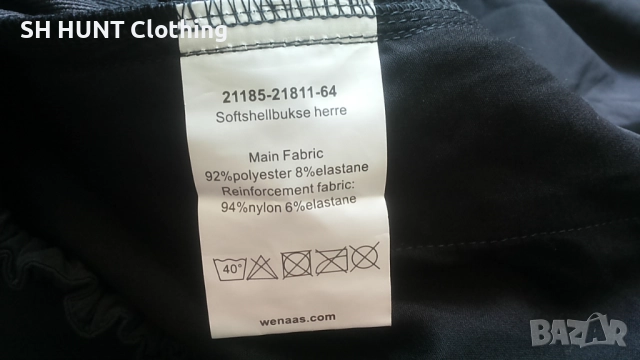 SH HUNT Clothing
21185-21811-64
Softshellbukse herre
Main Fabric
92%polyester 8%elastane
Reinforcement fabric:
94%nylon 6%elastane
40°
wenaas.com
BAZAR